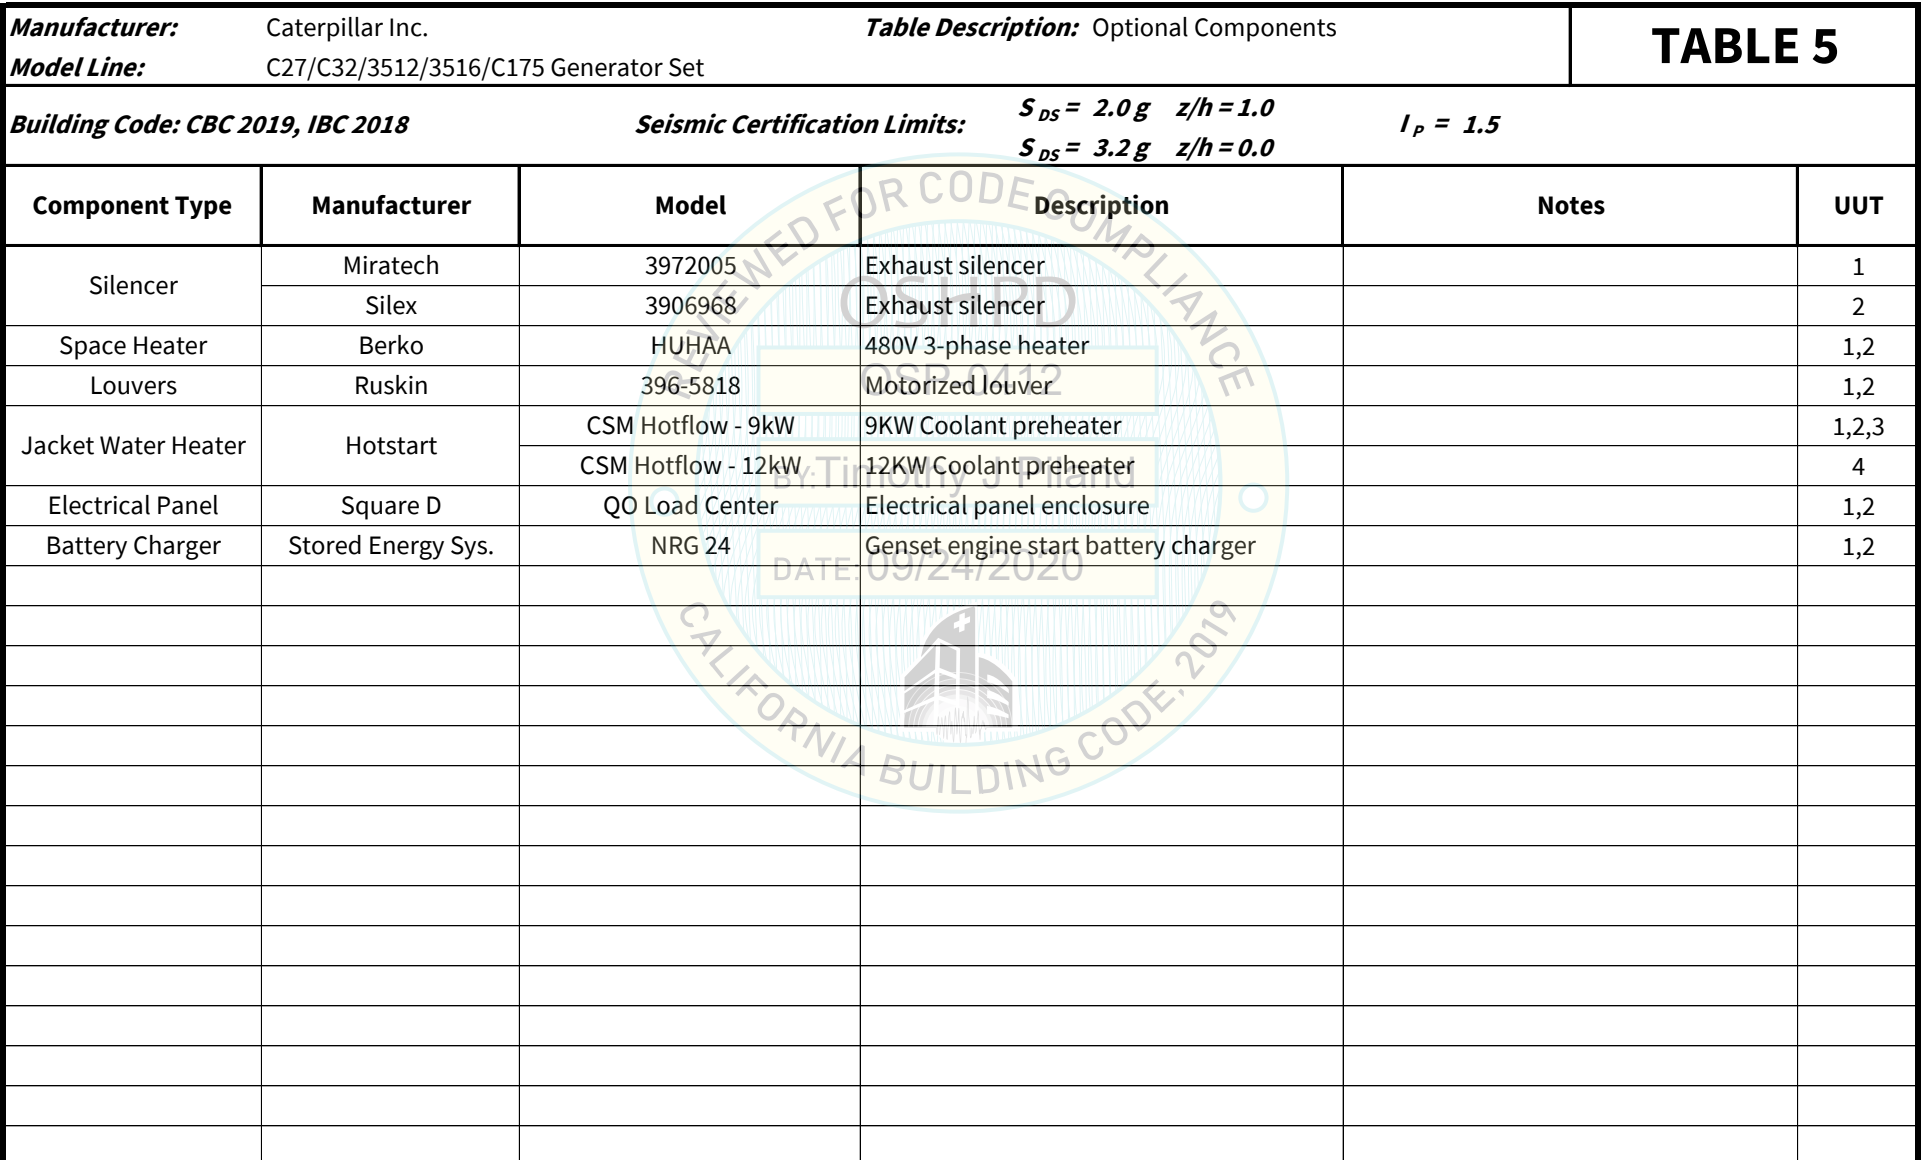 Manufacturer: Caterpillar Inc. Table Description: Optional Components TABLE 5
Model Line: C27/C32/3512/3516/C175 Generator Set
Building Code: CBC 2019, IBC 2018 Seismic Certification Limits: S DS = 2.0 g z/h = 1.0 I P = 1.5
S DS = 3.2 g z/h = 0.0
Component Type Manufacturer Model Description Notes UUT
Silencer Miratech 3972005 Exhaust silencer 1
Silex 3906968 Exhaust silencer 2
Space Heater Berko HUHAA 480V 3-phase heater 1,2
Louvers Ruskin 396-5818 Motorized louver 1,2
Jacket Water Heater Hotstart CSM Hotflow - 9kW 9KW Coolant preheater 1,2,3
CSM Hotflow - 12kW 12KW Coolant preheater 4
Electrical Panel Square D QO Load Center Electrical panel enclosure 1,2
Battery Charger Stored Energy Sys. NRG 24 Genset engine start battery charger 1,2
REVIEWED FOR CODE COMPLIANCE
OSHPD
OSP-0412
BY: Timothy J Piland
DATE: 09/24/2020
CALIFORNIA BUILDING CODE, 2019